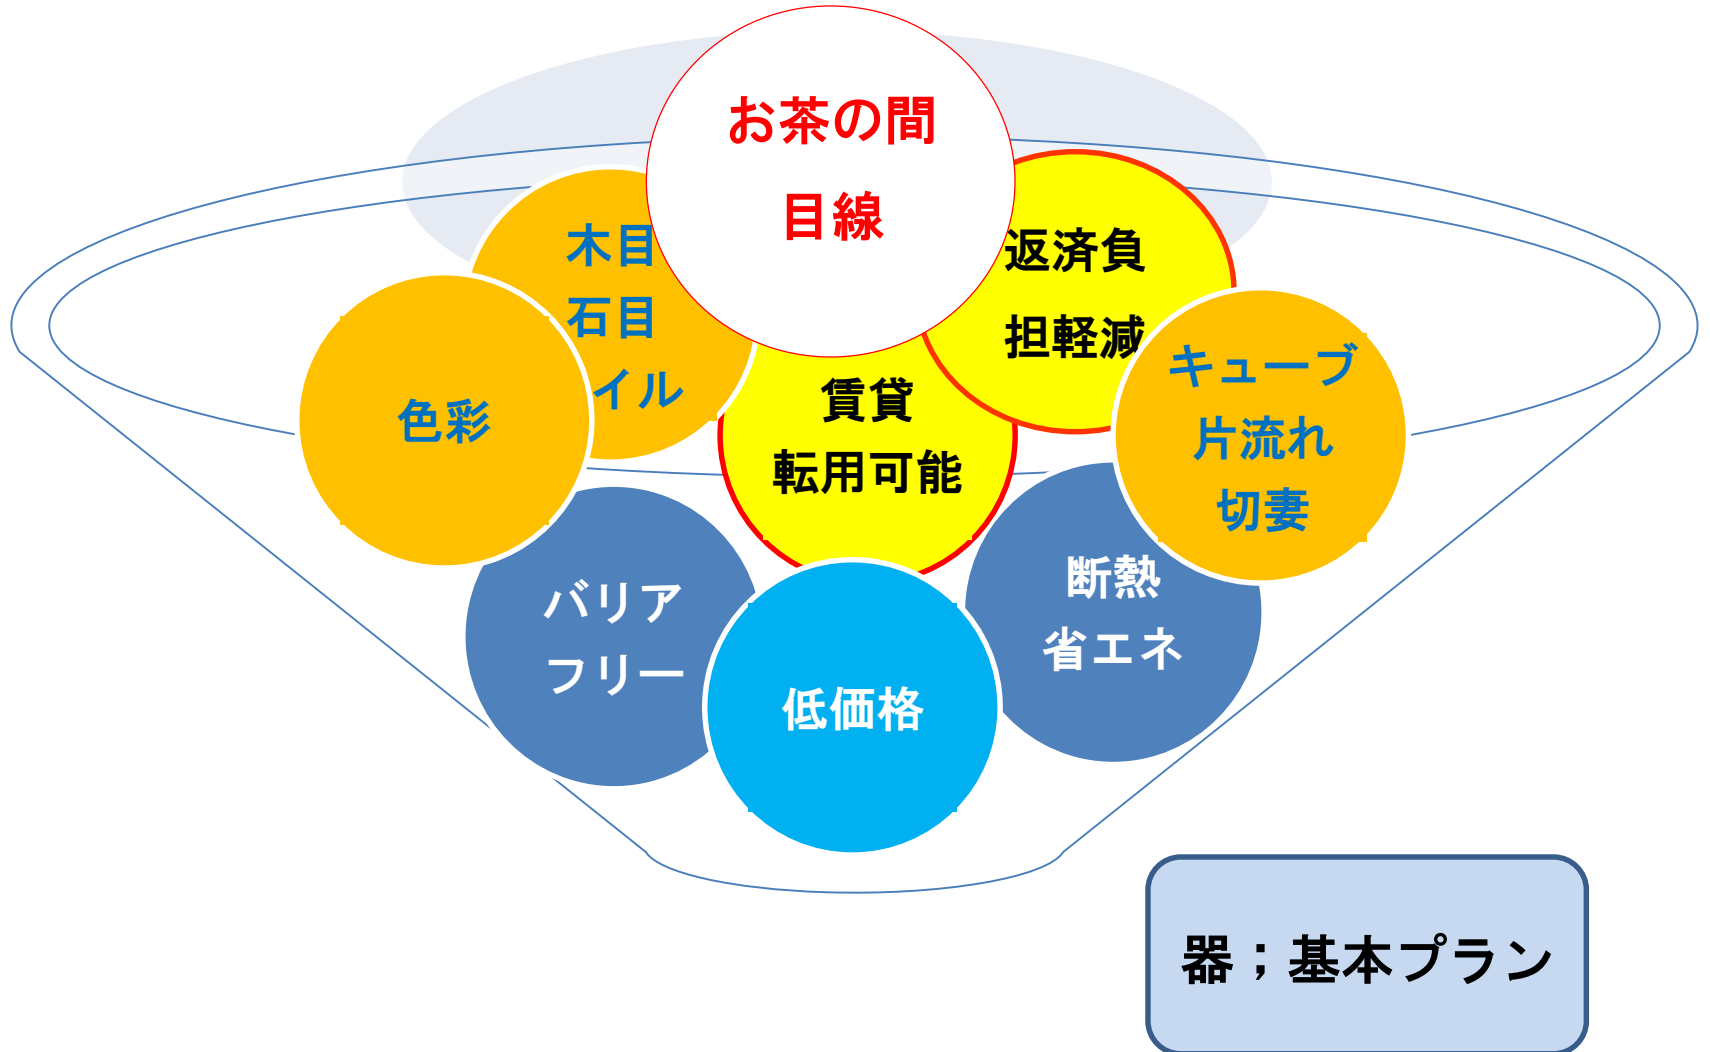 お茶の間
目線
木目
石目
イル
返済負
担軽減
色彩
賃貸
転用可能
キューブ
片流れ
切妻
バリア
フリー
断熱
省エネ
低価格
器；基本プラン